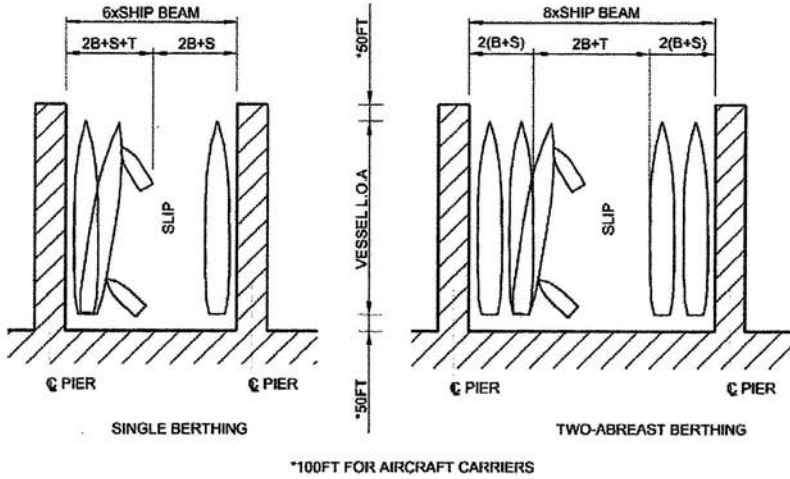 6xSHIP BEAM
2B+S+T
2B+S
*50FT
VESSEL L.O.A
*50FT
SLIP
℄ PIER
℄ PIER
SINGLE BERTHING
8xSHIP BEAM
2(B+S)
2B+T
2(B+S)
SLIP
℄ PIER
℄ PIER
TWO-ABREAST BERTHING
*100FT FOR AIRCRAFT CARRIERS